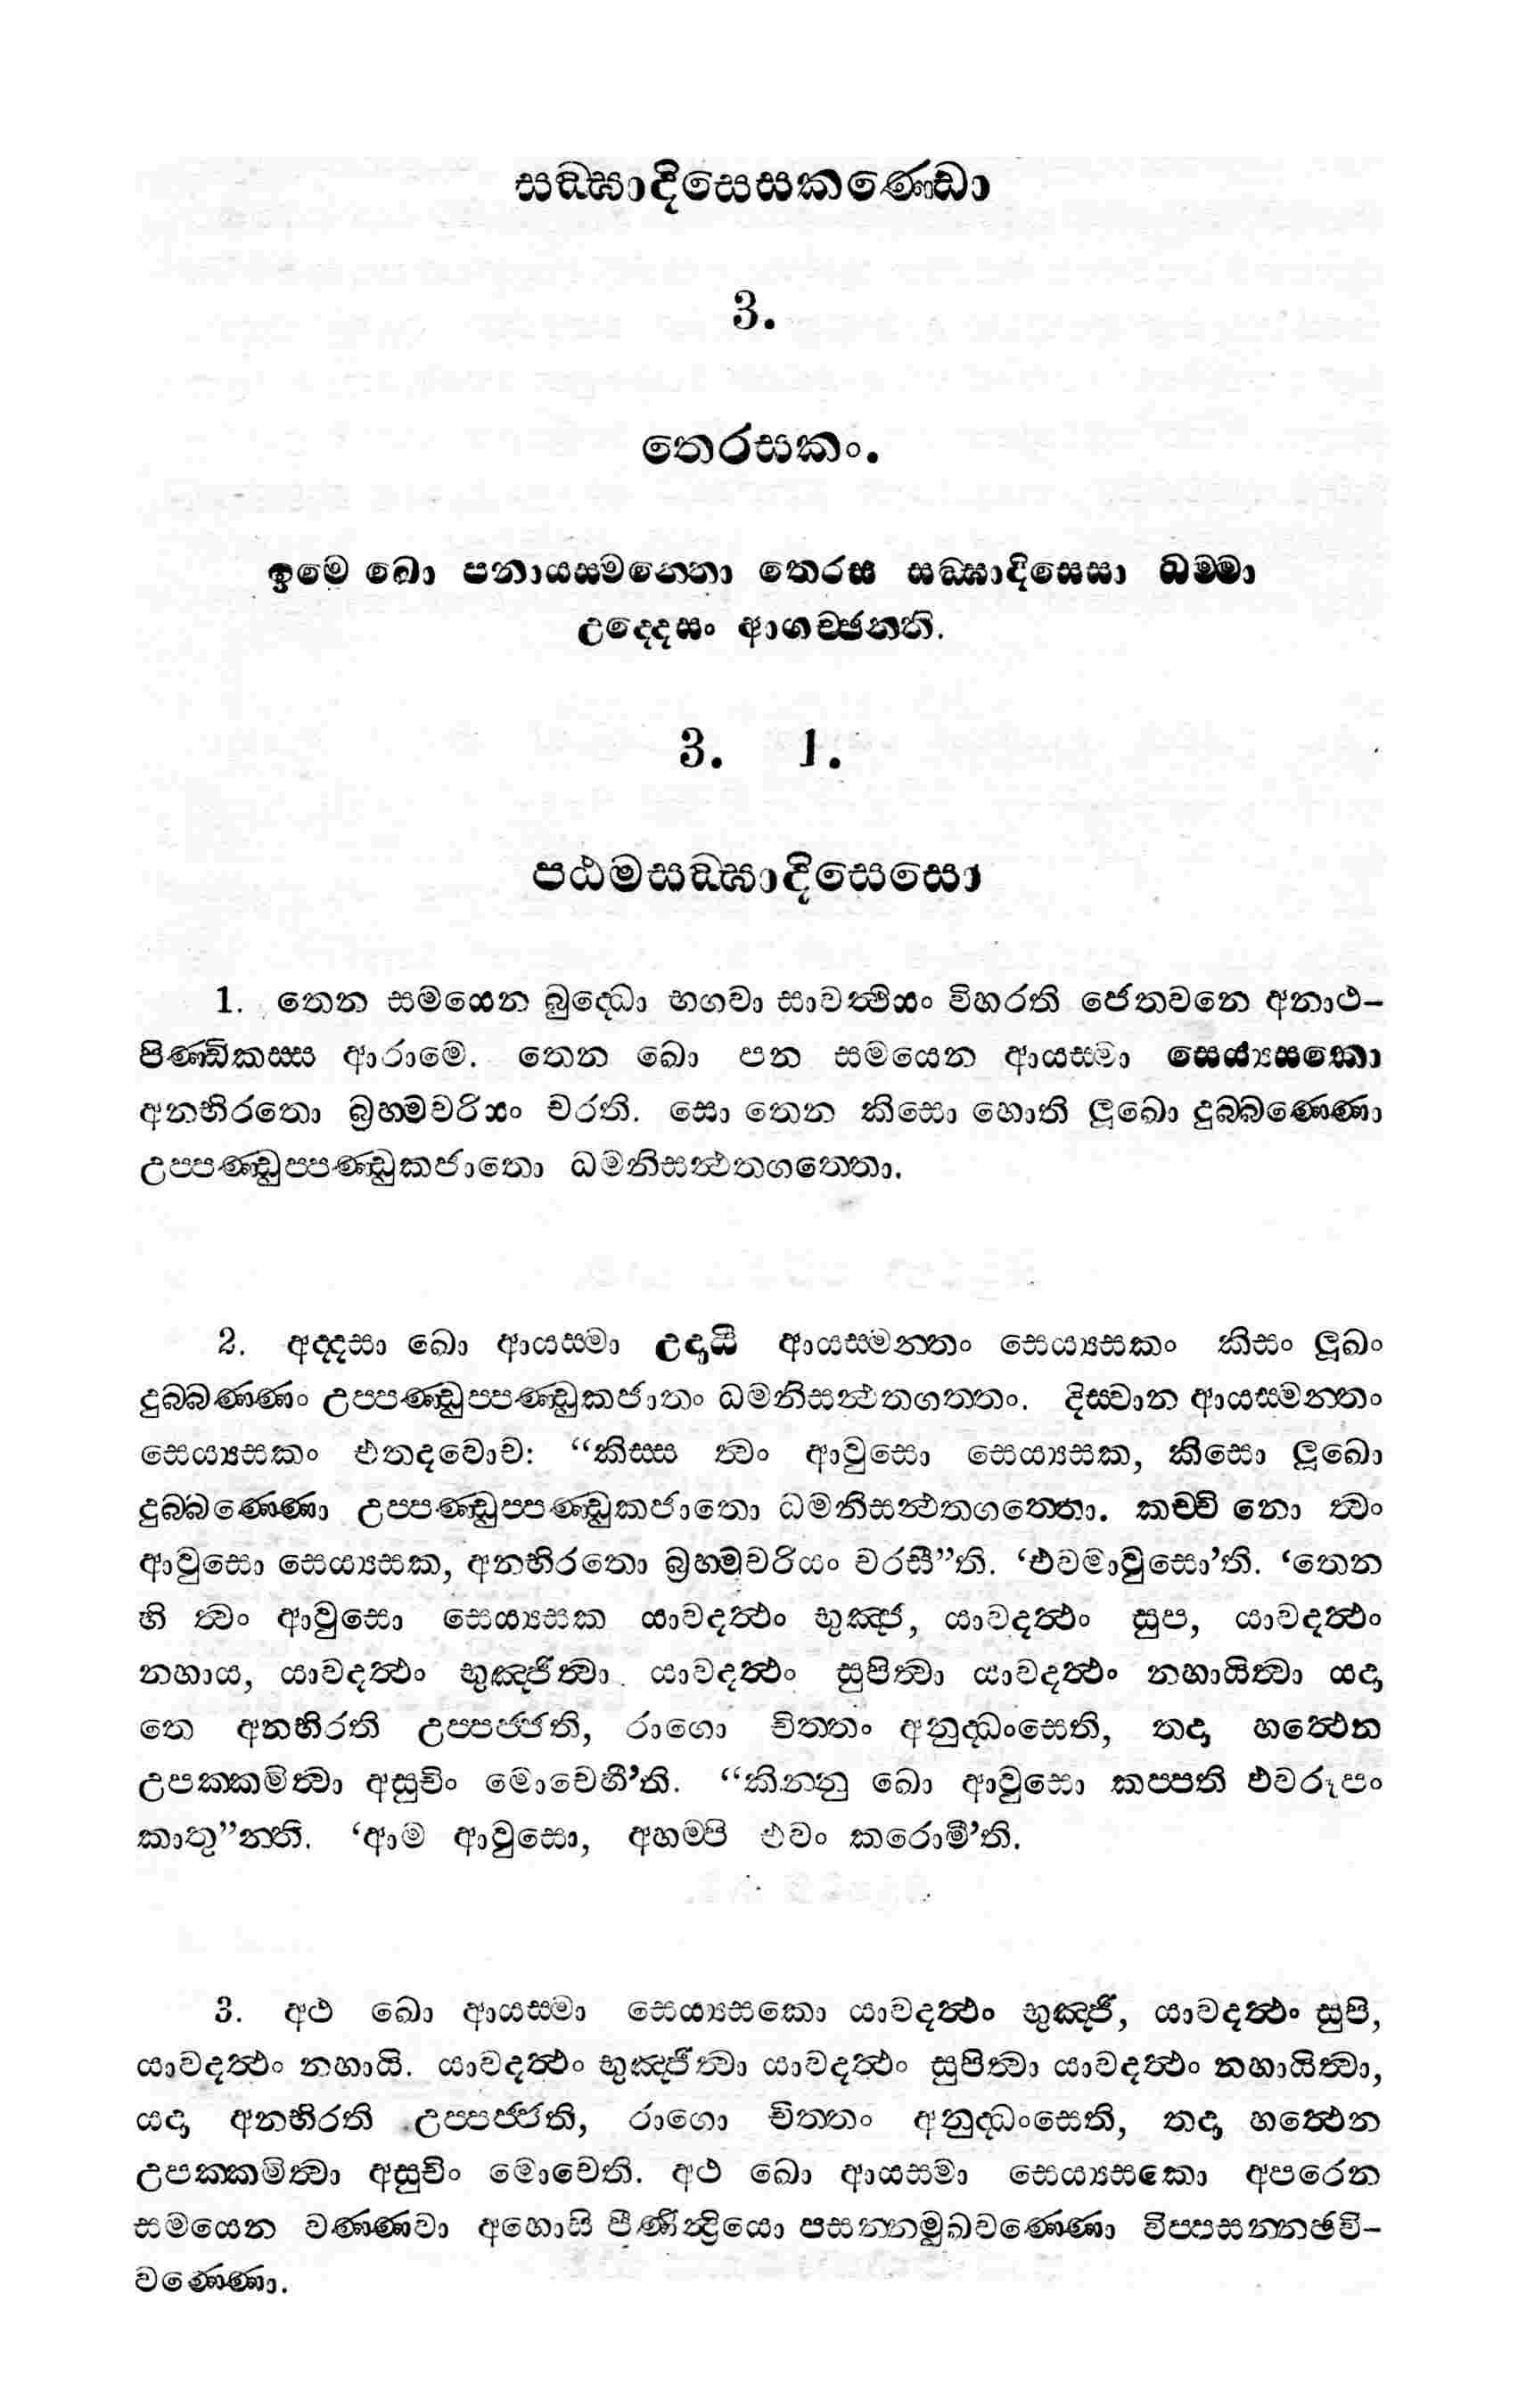 සඞ්ඝාදිසෙසකණ්ඩො
3.
තෙරසකං.
ඉමෙ ඛො පනායස්මන්තො තෙරස සඞ්ඝාදිසෙසා ධම්මා
උද්දෙසං ආගච්ඡන්ති.
3. 1.
පඨමසඞ්ඝාදිසෙසො
1. තෙන සමයෙන බුද්ධො භගවා සාවත්ථියං විහරති ජෙතවනෙ අනාථ-
පිණ්ඩිකස්ස ආරාමෙ. තෙන ඛො පන සමයෙන ආයස්මා සෙය්‍යසකො
අනභිරතො බ්‍රහ්මචරියං චරති. සො තෙන කිසො හොති ලූඛො දුබ්බණ්ණො
උප්පණ්ඩුප්පණ්ඩුකජාතො ධමනිසන්ථතගත්තො.
2. අද්දසා ඛො ආයස්මා උදායී ආයස්මන්තං සෙය්‍යසකං කිසං ලූඛං
දුබ්බණ්ණං උප්පණ්ඩුප්පණ්ඩුකජාතං ධමනිසන්ථතගත්තං. දිස්වාන ආයස්මන්තං
සෙය්‍යසකං එතදවොච: “කිස්ස ත්‍වං ආවුසො සෙය්‍යසක, කිසො ලූඛො
දුබ්බණ්ණො උප්පණ්ඩුප්පණ්ඩුකජාතො ධමනිසන්ථතගත්තො. කච්චි නො ත්‍වං
ආවුසො සෙය්‍යසක, අනභිරතො බ්‍රහ්මචරියං චරසී”ති. ‘එවමාවුසො’ති. ‘තෙන
හි ත්‍වං ආවුසො සෙය්‍යසක යාවදත්ථං භුඤ්ජ, යාවදත්ථං සුප, යාවදත්ථං
නහාය, යාවදත්ථං භුඤ්ජිත්‍වා යාවදත්ථං සුපිත්‍වා යාවදත්ථං නහායිත්‍වා යදා
තෙ අනභිරති උප්පජ්ජති, රාගො චිත්තං අනුද්ධංසෙති, තදා හත්ථෙන
උපක්කමිත්‍වා අසුචිං මොචෙහී’ති. “කින්නු ඛො ආවුසො කප්පති එවරූපං
කාතු”න්ති. ‘ආම ආවුසො, අහම්පි එවං කරොමී’ති.
3. අථ ඛො ආයස්මා සෙය්‍යසකො යාවදත්ථං භුඤ්ජි, යාවදත්ථං සුපි,
යාවදත්ථං නහායි. යාවදත්ථං භුඤ්ජිත්‍වා යාවදත්ථං සුපිත්‍වා යාවදත්ථං නහායිත්‍වා,
යදා අනභිරති උප්පජ්ජති, රාගො චිත්තං අනුද්ධංසෙති, තදා හත්ථෙන
උපක්කමිත්‍වා අසුචිං මොචෙති. අථ ඛො ආයස්මා සෙය්‍යසකො අපරෙන
සමයෙන වණ්ණවා අහොසි පීණින්ද්‍රියො පසන්නමුඛවණ්ණො විප්පසන්නඡවි-
වණ්ණො.